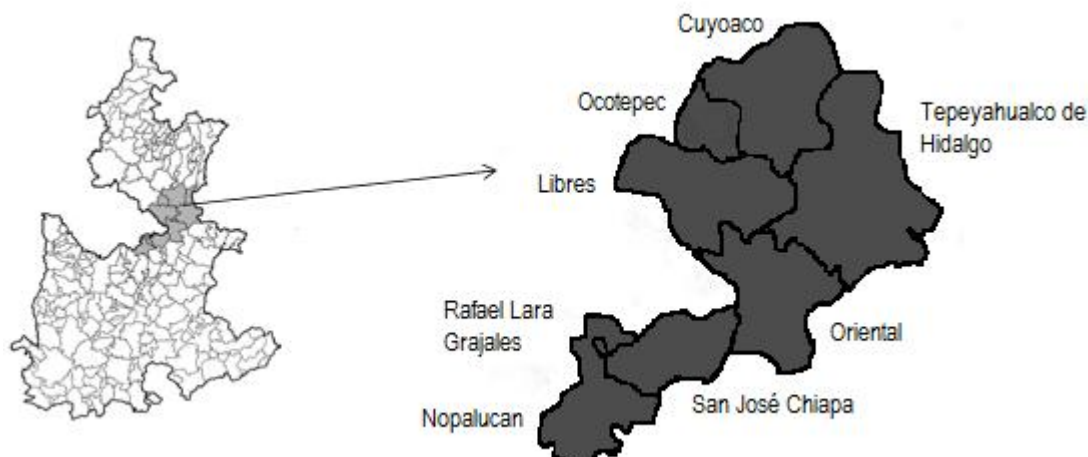 Cuyoaco
Ocotepec
Tepeyahualco de
Hidalgo
Libres
Rafael Lara
Grajales
Oriental
San José Chiapa
Nopalucan